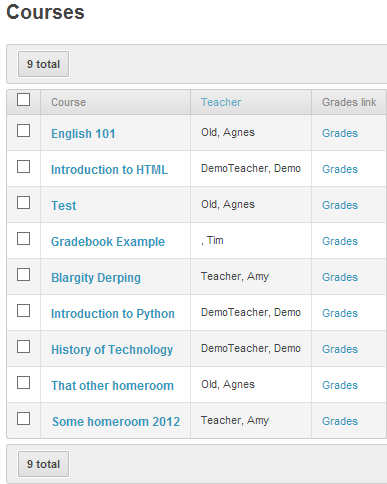 Courses
9 total
Course Teacher Grades link
English 101 Old, Agnes Grades
Introduction to HTML DemoTeacher, Demo Grades
Test Old, Agnes Grades
Gradebook Example , Tim Grades
Blargity Derping Teacher, Amy Grades
Introduction to Python DemoTeacher, Demo Grades
History of Technology DemoTeacher, Demo Grades
That other homeroom Old, Agnes Grades
Some homeroom 2012 Teacher, Amy Grades
9 total